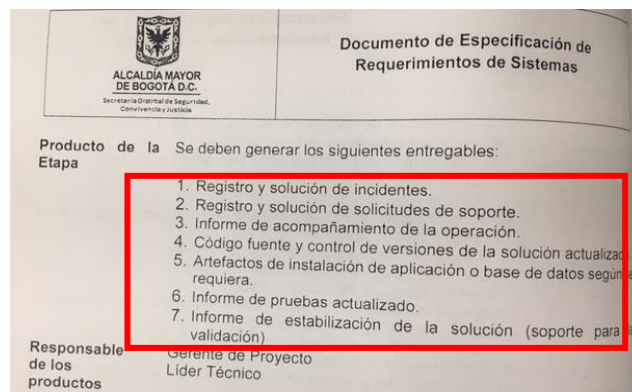 ALCALDÍA MAYOR
DE BOGOTÁ D.C.
Secretaría Distrital de Seguridad,
Convivencia y Justicia
Documento de Especificación de
Requerimientos de Sistemas
Producto de la
Etapa
Se deben generar los siguientes entregables:
1. Registro y solución de incidentes.
2. Registro y solución de solicitudes de soporte.
3. Informe de acompañamiento de la operación.
4. Código fuente y control de versiones de la solución
5. Artefactos de instalación de aplicación o base de datos según
requiera.
6. Informe de pruebas actualizado.
7. Informe de estabilización de la solución (soporte para
validación)
Responsable
de los
productos
Gerente de Proyecto
Líder Técnico